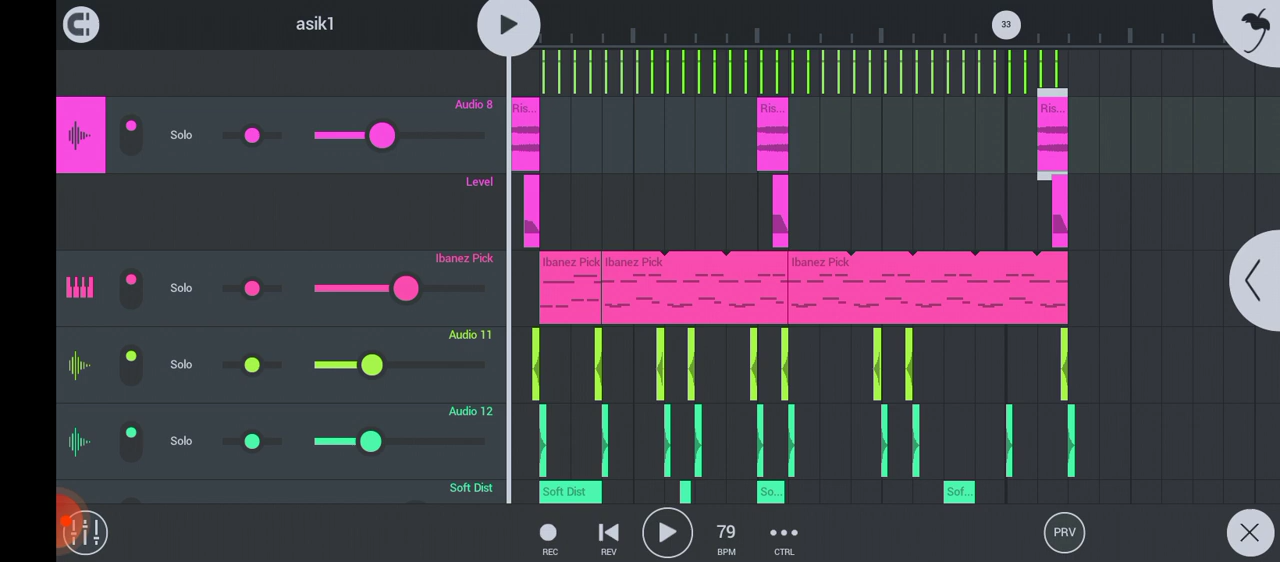 asik1
33
Audio 8
Solo
Ris...
Ris...
Ris...
Level
Ibanez Pick
Solo
Ibanez Pick
Ibanez Pick
Ibanez Pick
Audio 11
Solo
Audio 12
Solo
Soft Dist
Soft Dist
So...
Sof...
79
PRV
REC
REV
BPM
CTRL